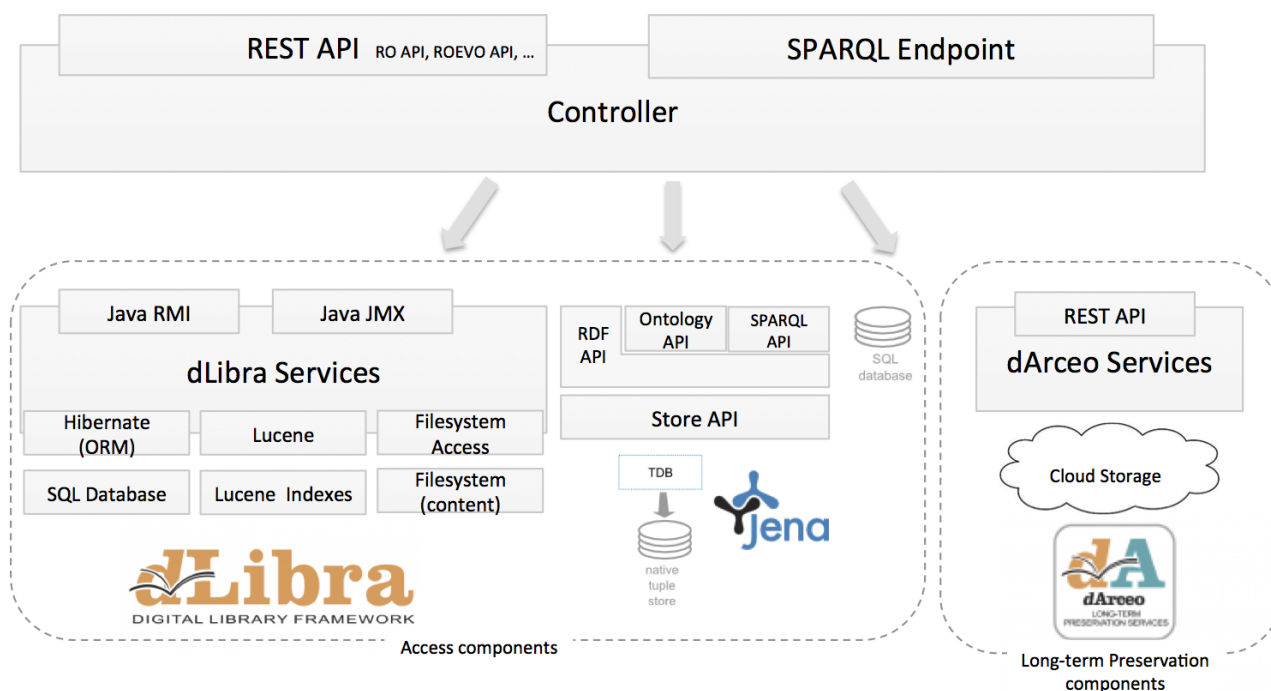 REST API RO API, ROEVO API, ...
SPARQL Endpoint
Controller
Java RMI
Java JMX
dLibra Services
Hibernate
(ORM)
Lucene
Filesystem
Access
SQL Database
Lucene Indexes
Filesystem
(content)
dLibra
DIGITAL LIBRARY FRAMEWORK
RDF
API
Ontology
API
SPARQL
API
Store API
TDB
native
tuple
store
Jena
SQL
database
Access components
REST API
dArceo Services
Cloud Storage
dA
dArceo
LONG-TERM
PRESERVATION SERVICES
Long-term Preservation
components